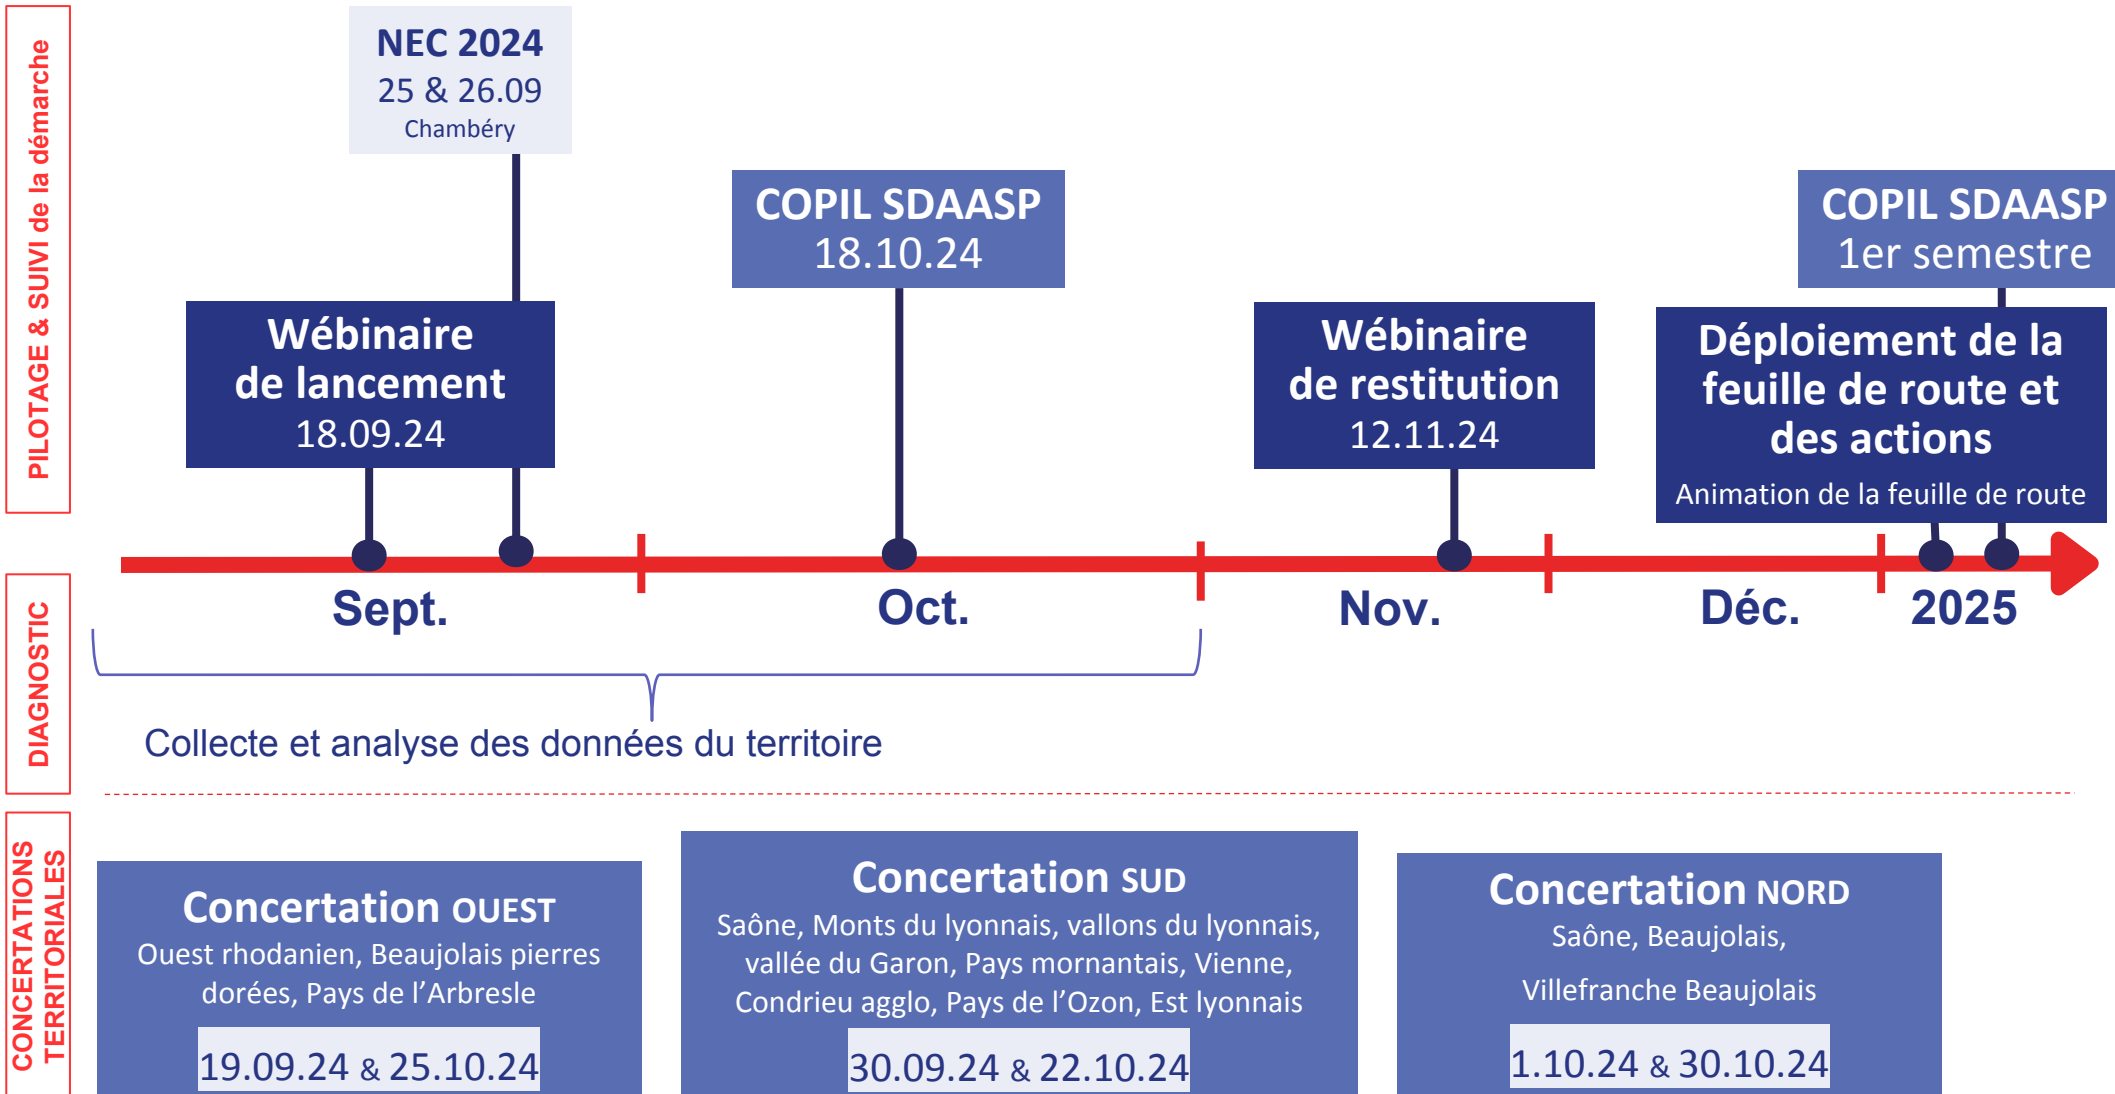 PILOTAGE & SUIVI de la démarche
NEC 2024
25 & 26.09
Chambéry
COPIL SDAASP
18.10.24
COPIL SDAASP
1er semestre
Wébinaire
de lancement
18.09.24
Wébinaire
de restitution
12.11.24
Déploiement de la
feuille de route et
des actions
Animation de la feuille de route
Sept.
Oct.
Nov.
Déc.
2025
DIAGNOSTIC
Collecte et analyse des données du territoire
CONCERTATIONS
TERRITORIALES
Concertation OUEST
Ouest rhodanien, Beaujolais pierres
dorées, Pays de l’Arbresle
19.09.24 & 25.10.24
Concertation SUD
Saône, Monts du lyonnais, vallons du lyonnais,
vallée du Garon, Pays mornantais, Vienne,
Condrieu agglo, Pays de l’Ozon, Est lyonnais
30.09.24 & 22.10.24
Concertation NORD
Saône, Beaujolais,
Villefranche Beaujolais
1.10.24 & 30.10.24